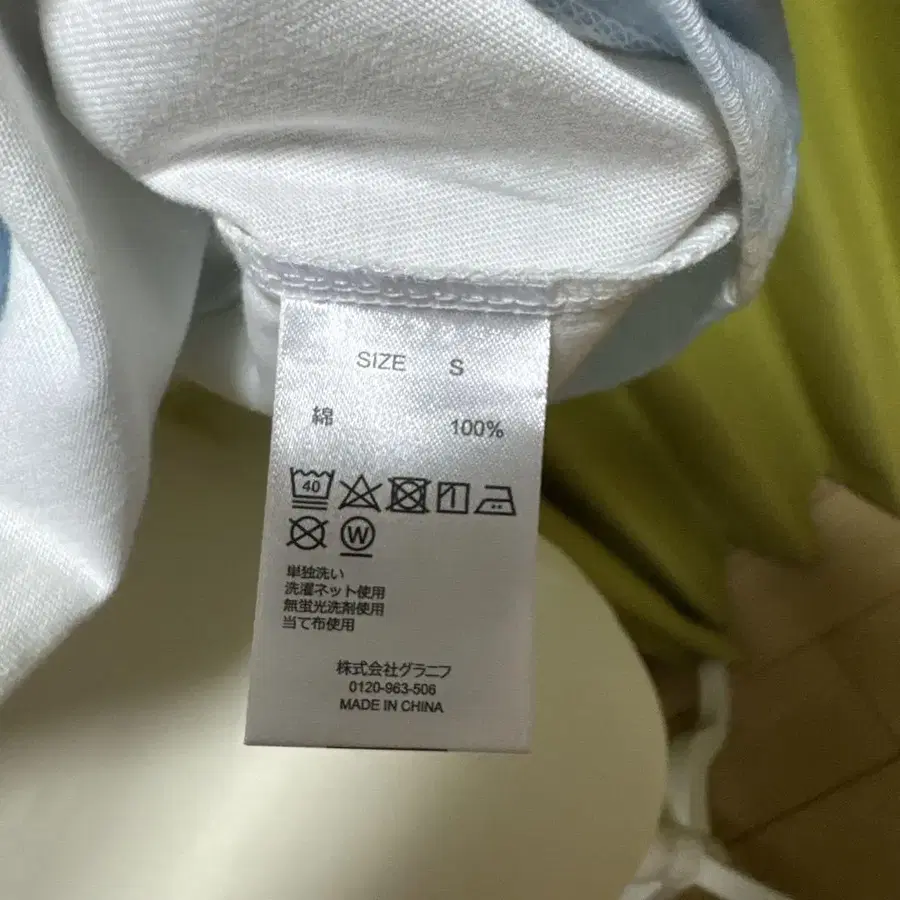 SIZE S
綿 100%
40
W
単独洗い
洗濯ネット使用
無蛍光洗剤使用
当て布使用
株式会社グラニフ
0120-963-506
MADE IN CHINA